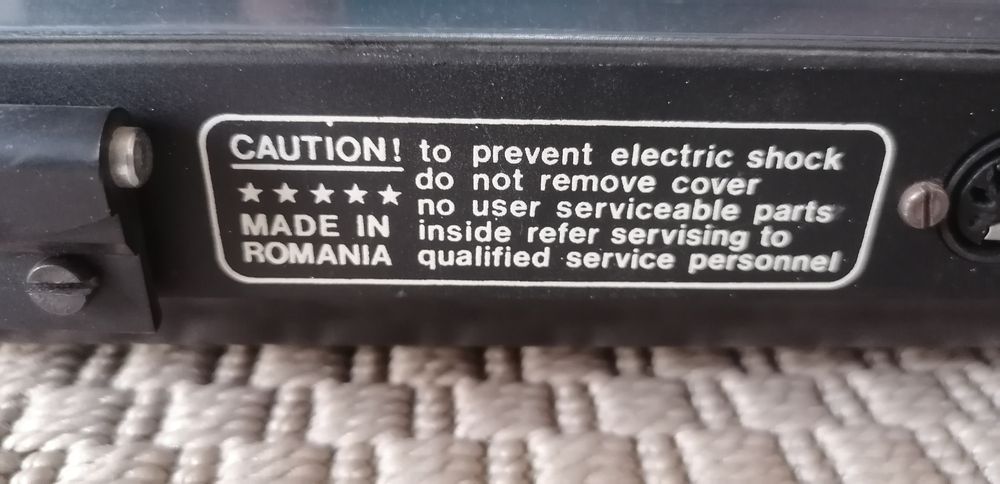 CAUTION!
★★★★★
MADE IN
ROMANIA
to prevent electric shock
do not remove cover
no user serviceable parts
inside refer servising to
qualified service personnel